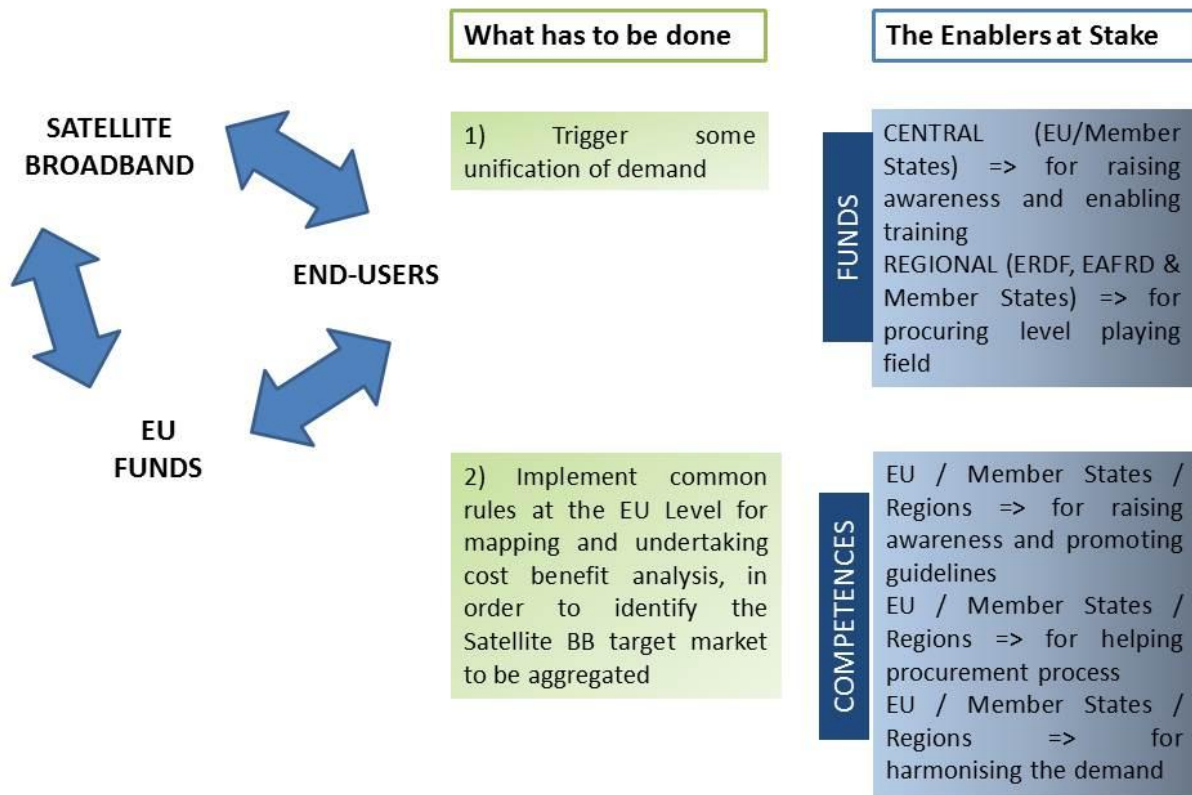 What has to be done
The Enablers at Stake
SATELLITE
BROADBAND
END-USERS
EU
FUNDS
1) Trigger some
unification of demand
2) Implement common
rules at the EU Level for
mapping and undertaking
cost benefit analysis, in
order to identify the
Satellite BB target market
to be aggregated
FUNDS
CENTRAL (EU/Member
States) => for raising
awareness and enabling
training
REGIONAL (ERDF, EAFRD &
Member States) => for
procuring level playing
field
COMPETENCES
EU / Member States /
Regions => for raising
awareness and promoting
guidelines
EU / Member States /
Regions => for helping
procurement process
EU / Member States /
Regions => for
harmonising the demand